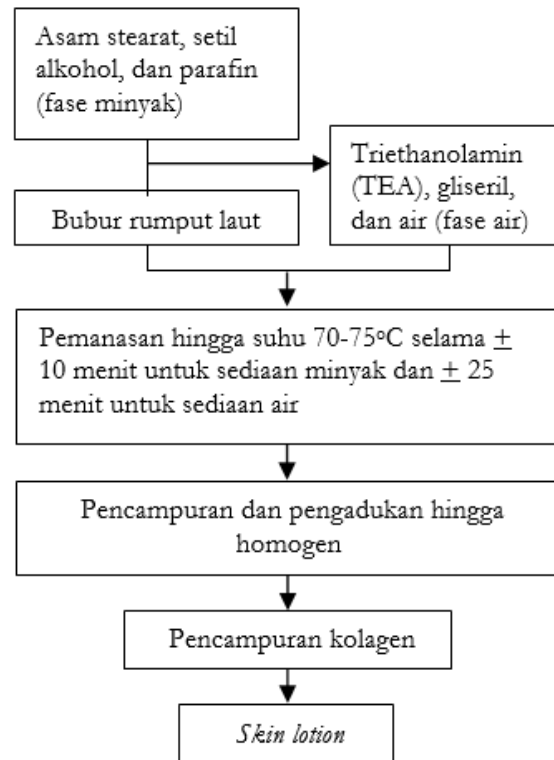 Asam stearat, setil
alkohol, dan parafin
(fase minyak)
Triethanolamin
(TEA), gliseril,
dan air (fase air)
Bubur rumput laut
Pemanasan hingga suhu 70-75°C selama ±
10 menit untuk sediaan minyak dan ± 25
menit untuk sediaan air
Pencampuran dan pengadukan hingga
homogen
Pencampuran kolagen
Skin lotion